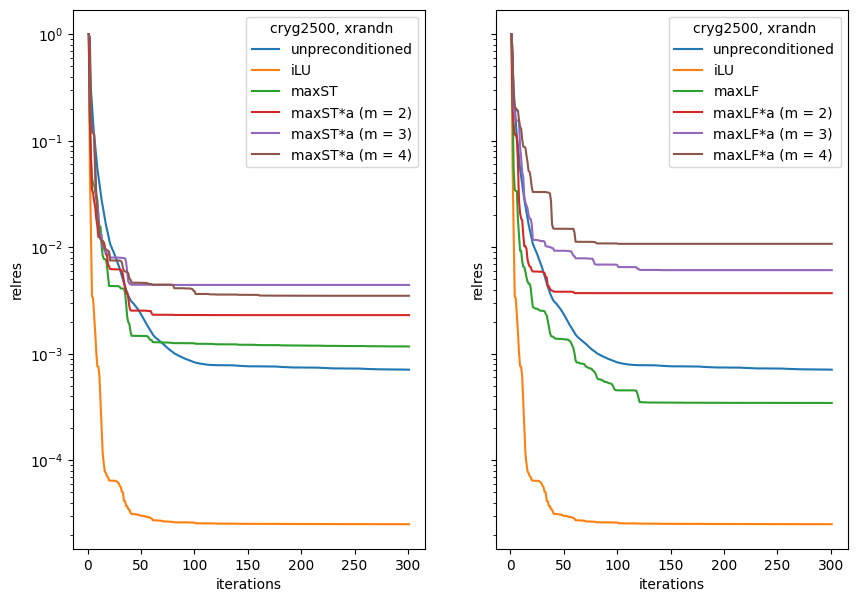 cryg2500, xrandn
unpreconditioned
iLU
maxST
maxST*a (m = 2)
maxST*a (m = 3)
maxST*a (m = 4)
10⁰
10⁻¹
10⁻²
10⁻³
10⁻⁴
relres
0 50 100 150 200 250 300
iterations
cryg2500, xrandn
unpreconditioned
iLU
maxLF
maxLF*a (m = 2)
maxLF*a (m = 3)
maxLF*a (m = 4)
relres
0 50 100 150 200 250 300
iterations